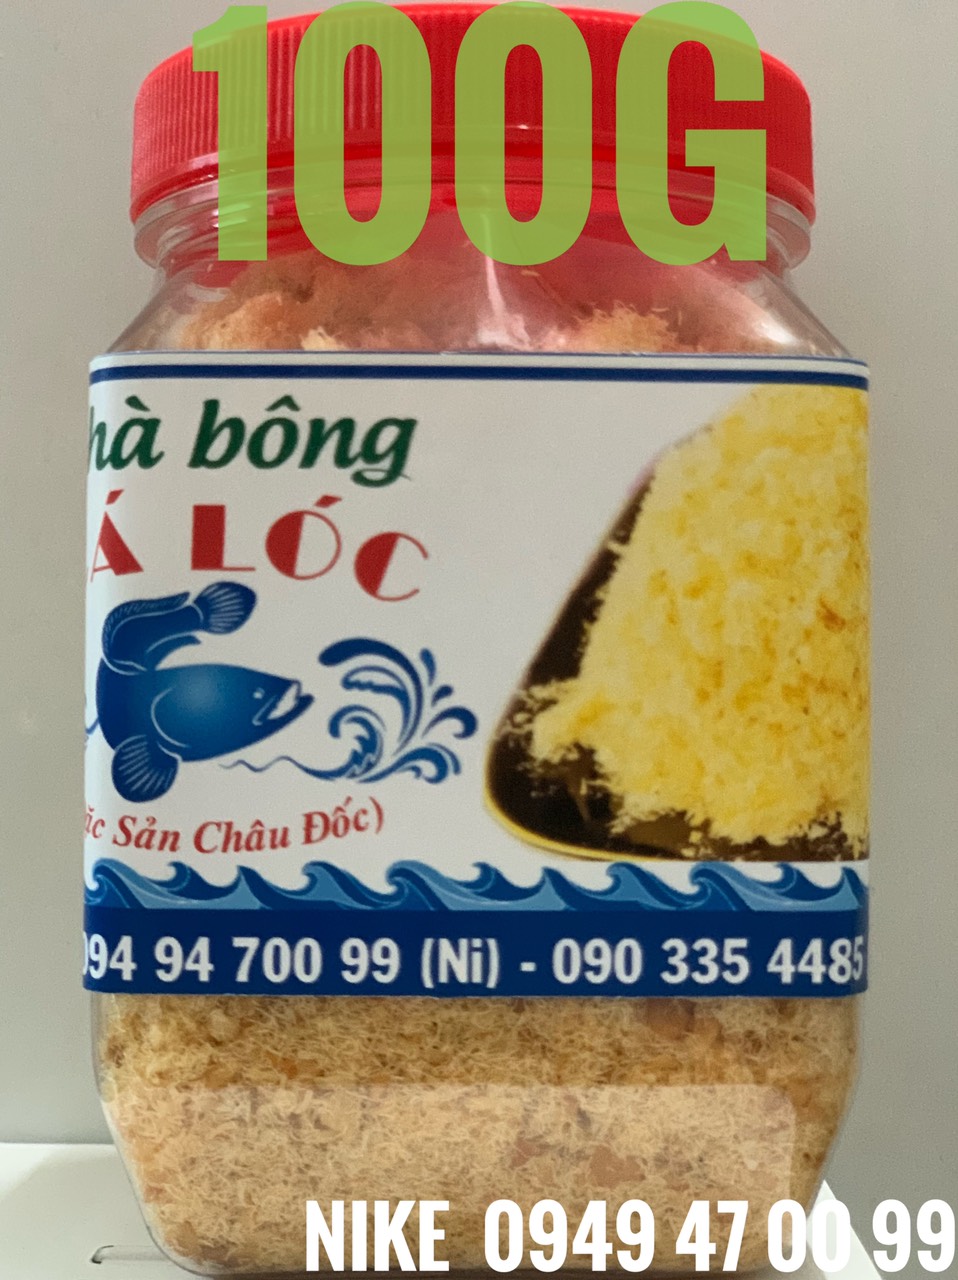 100G
hà bông
Á LÓC
ặc Sản Châu Đốc)
094 94 700 99 (Ni) - 090 335 4485
NIKE 0949 47 00 99